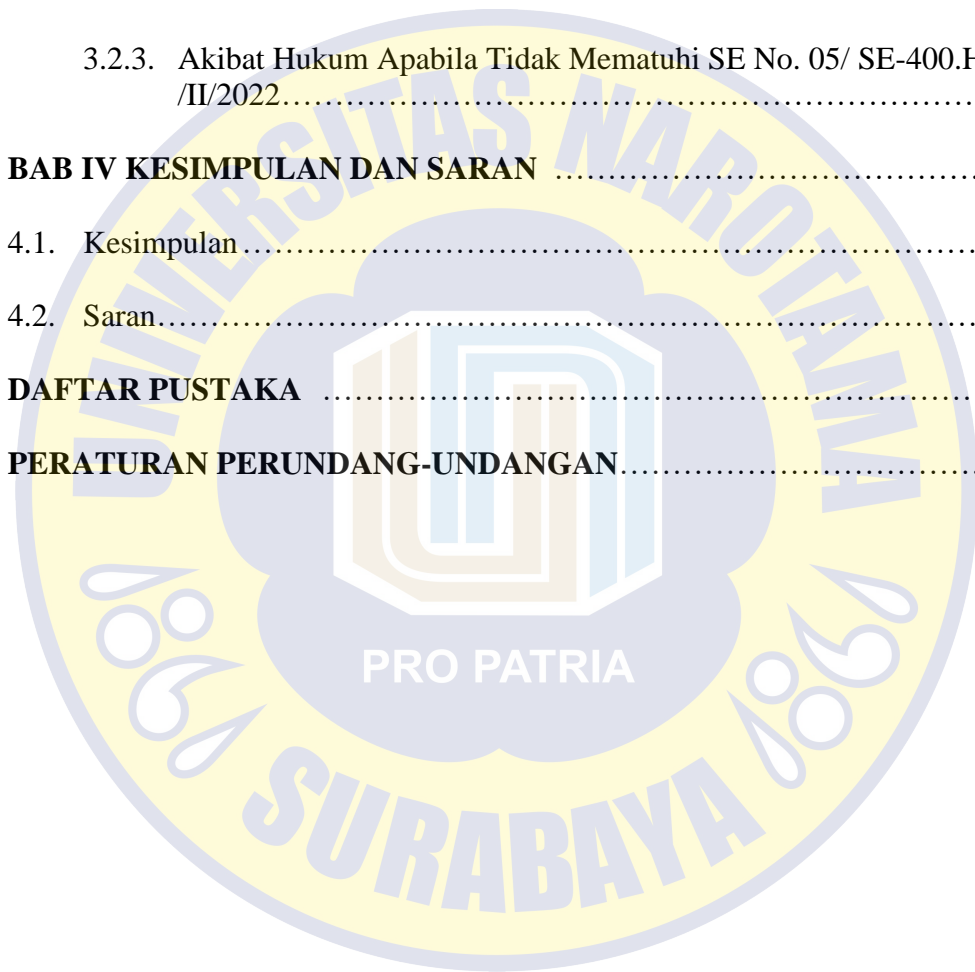 3.2.3. Akibat Hukum Apabila Tidak Mematuhi SE No. 05/ SE-400.H
/II/2022……………………………………………………………
BAB IV KESIMPULAN DAN SARAN ……………………………………
4.1. Kesimpulan……………………………………………………………
4.2. Saran……………………………………………………………………
DAFTAR PUSTAKA ……………………………………………………
PERATURAN PERUNDANG-UNDANGAN……………………………
UNIVERSITAS NAROTAMA
PRO PATRIA
SURABAYA